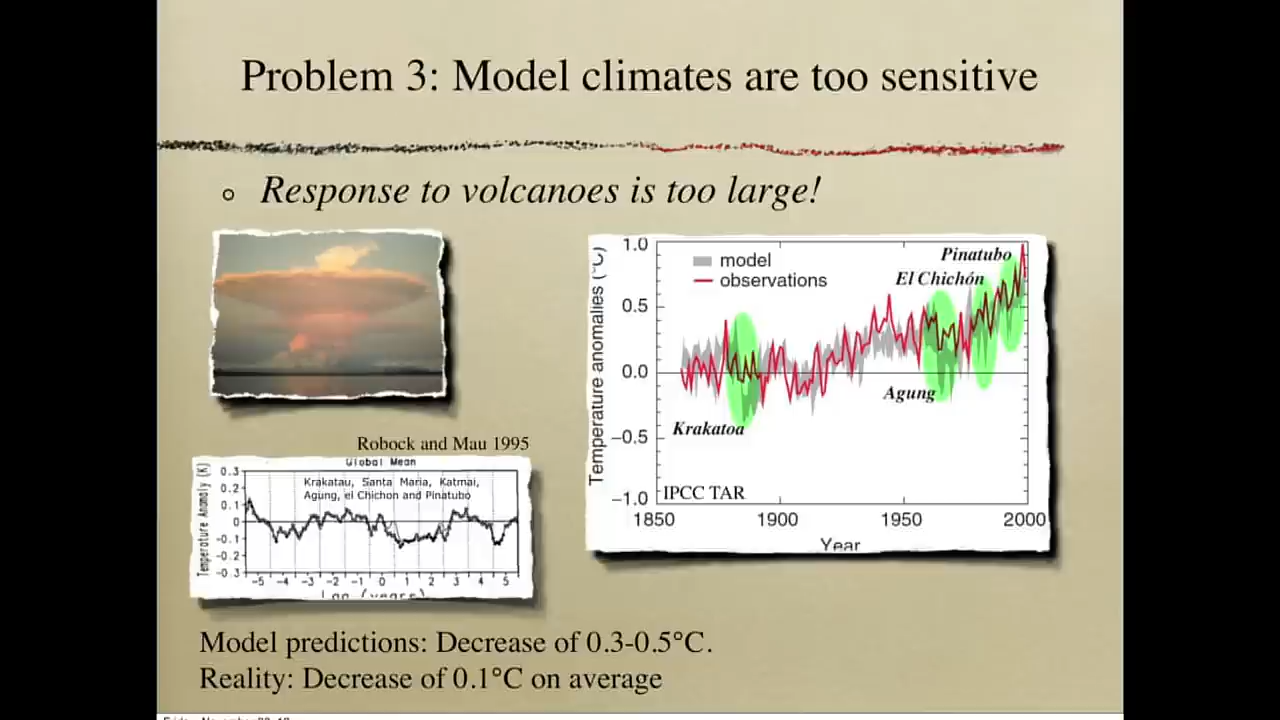 Problem 3: Model climates are too sensitive
Response to volcanoes is too large!
Robock and Mau 1995
Global Mean
Temperature Anomaly (K)
Krakatau, Santa Maria, Katmai,
Agung, el Chichon and Pinatubo
0.3
0.2
0.1
0
-0.1
-0.2
-0.3
-5 -4 -3 -2 -1 0 1 2 3 4 5
Lag (years)
Temperature anomalies (°C)
1.0
0.5
0.0
−0.5
−1.0
model
observations
Pinatubo
El Chichón
Agung
Krakatoa
IPCC TAR
1850 1900 1950 2000
Year
Model predictions: Decrease of 0.3-0.5°C.
Reality: Decrease of 0.1°C on average